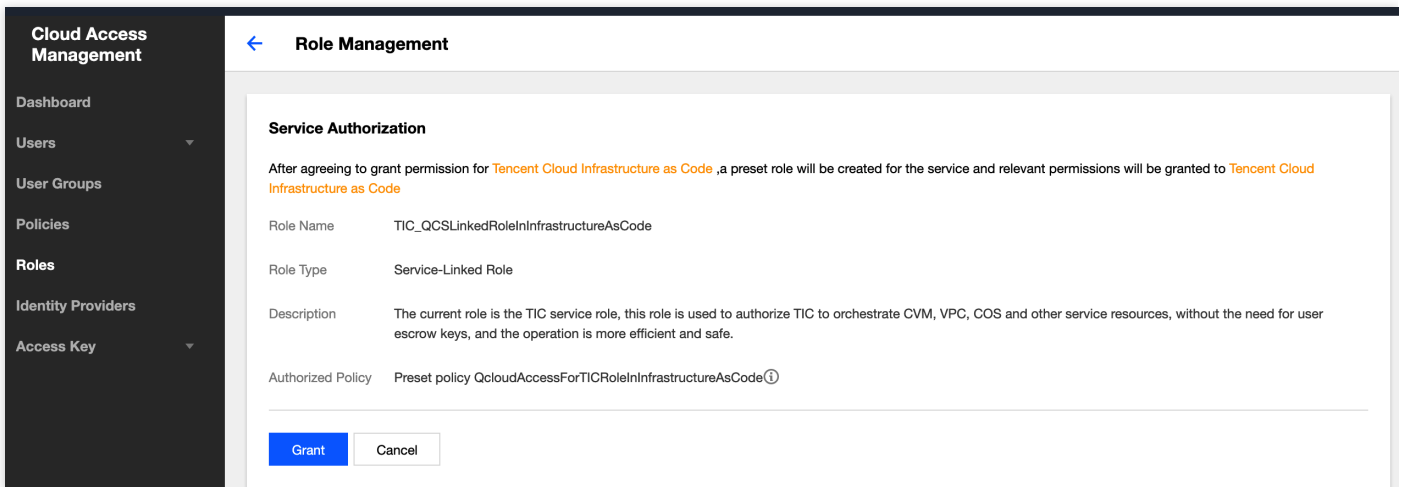 Cloud Access
Management
Dashboard
Users
User Groups
Policies
Roles
Identity Providers
Access Key
Role Management
Service Authorization
After agreeing to grant permission for Tencent Cloud Infrastructure as Code ,a preset role will be created for the service and relevant permissions will be granted to Tencent Cloud
Infrastructure as Code
Role Name TIC_QCSLinkedRoleInInfrastructureAsCode
Role Type Service-Linked Role
Description The current role is the TIC service role, this role is used to authorize TIC to orchestrate CVM, VPC, COS and other service resources, without the need for user
escrow keys, and the operation is more efficient and safe.
Authorized Policy Preset policy QcloudAccessForTICRoleInInfrastructureAsCode
Grant Cancel